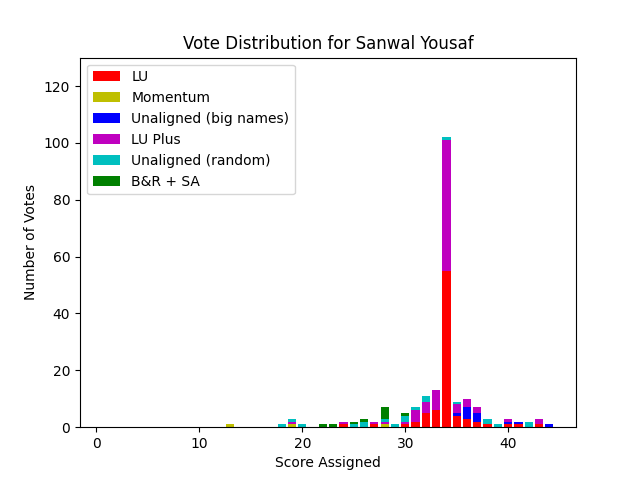 Vote Distribution for Sanwal Yousaf
LU
Momentum
Unaligned (big names)
LU Plus
Unaligned (random)
B&R + SA
Number of Votes
120
100
80
60
40
20
0
0 10 20 30 40
Score Assigned